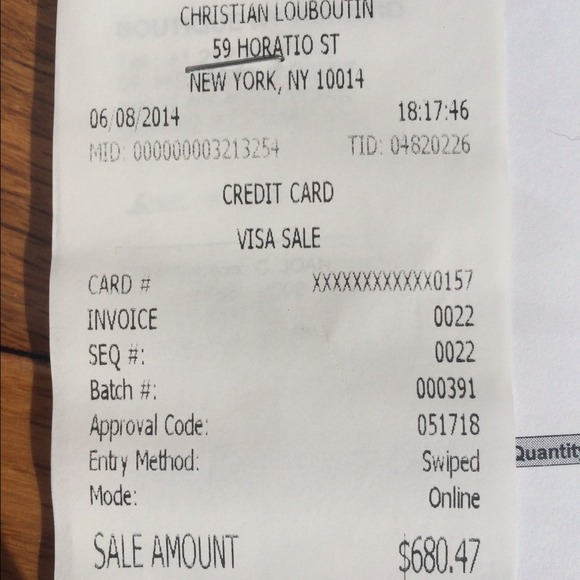 CHRISTIAN LOUBOUTIN
59 HORATIO ST
NEW YORK, NY 10014
06/08/2014 18:17:46
MID: 000000003213254 TID: 04820226
CREDIT CARD
VISA SALE
CARD # XXXXXXXXXXXX0157
INVOICE 0022
SEQ #: 0022
Batch #: 000391
Approval Code: 051718
Entry Method: Swiped
Mode: Online
SALE AMOUNT $680.47
Quantity